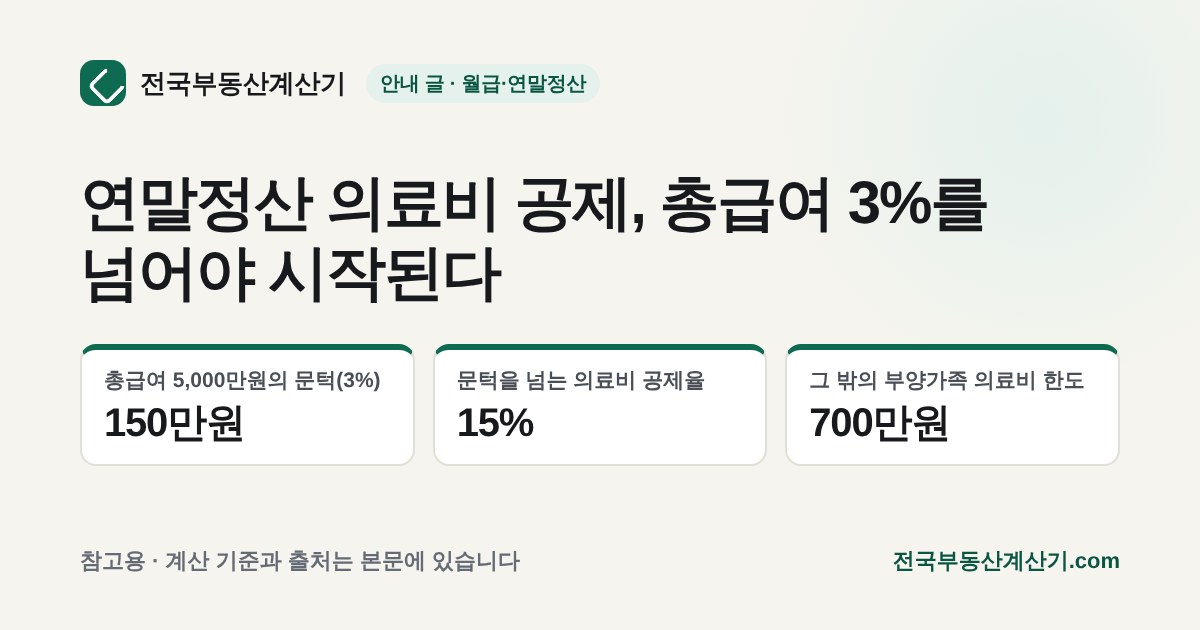 전국부동산계산기
안내 글 · 월급·연말정산
연말정산 의료비 공제, 총급여 3%를
넘어야 시작된다
총급여 5,000만원의 문턱(3%)
150만원
문턱을 넘는 의료비 공제율
15%
그 밖의 부양가족 의료비 한도
700만원
참고용 · 계산 기준과 출처는 본문에 있습니다
전국부동산계산기.com